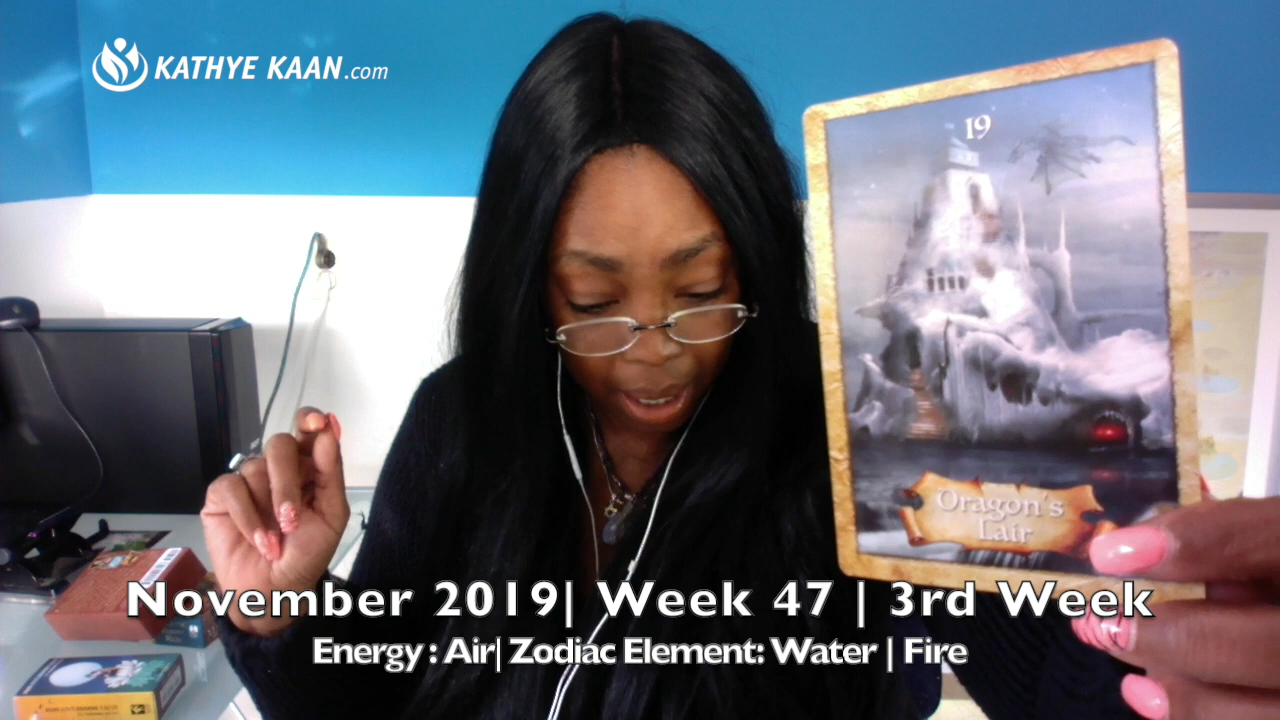 KATHYE KAAN.com
19
Dragon's
Lair
November 2019| Week 47 | 3rd Week
Energy : Air| Zodiac Element: Water | Fire